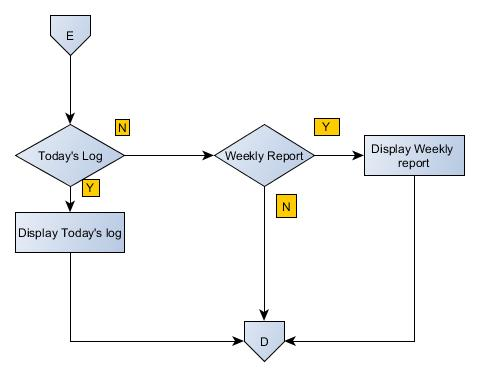 E
N
Today's Log
Y
Weekly Report
Y
Display Weekly
report
N
Display Today's log
D